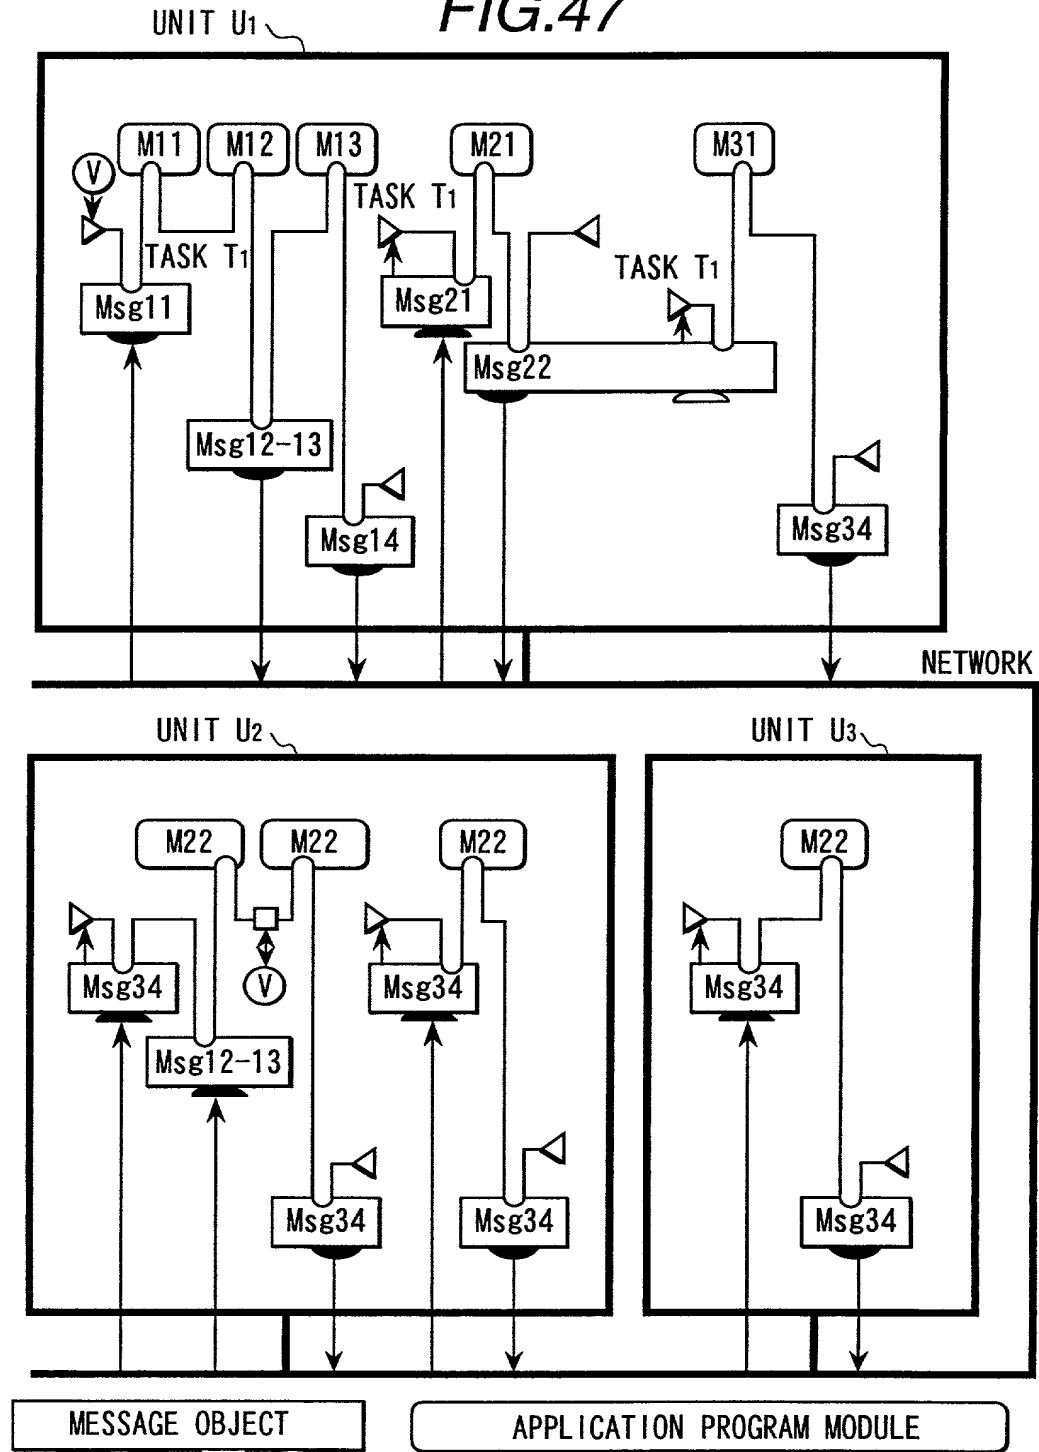 FIG.47
UNIT U1
M11 M12 M13 M21 M31
V
TASK T1
TASK T1
TASK T1
Msg11
Msg21
Msg22
Msg12-13
Msg14
Msg34
NETWORK
UNIT U2
UNIT U3
M22 M22 M22 M22
Msg34
V
Msg34
Msg34
Msg12-13
Msg34
Msg34
Msg34
MESSAGE OBJECT
APPLICATION PROGRAM MODULE